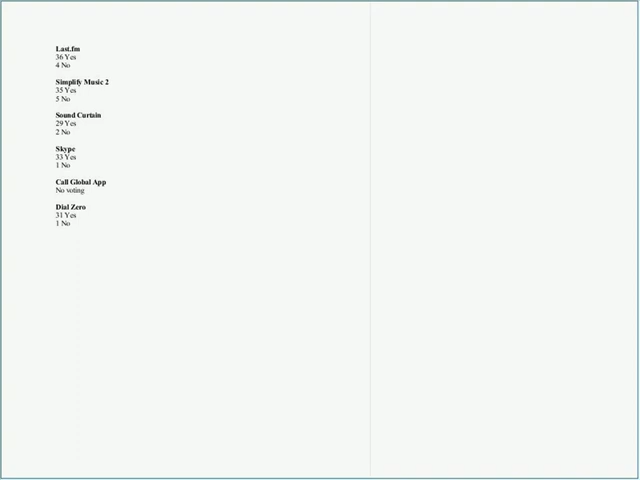 Last.fm
36 Yes
4 No
Simplify Music 2
35 Yes
5 No
Sound Curtain
29 Yes
2 No
Skype
33 Yes
1 No
Call Global App
No voting
Dial Zero
31 Yes
1 No